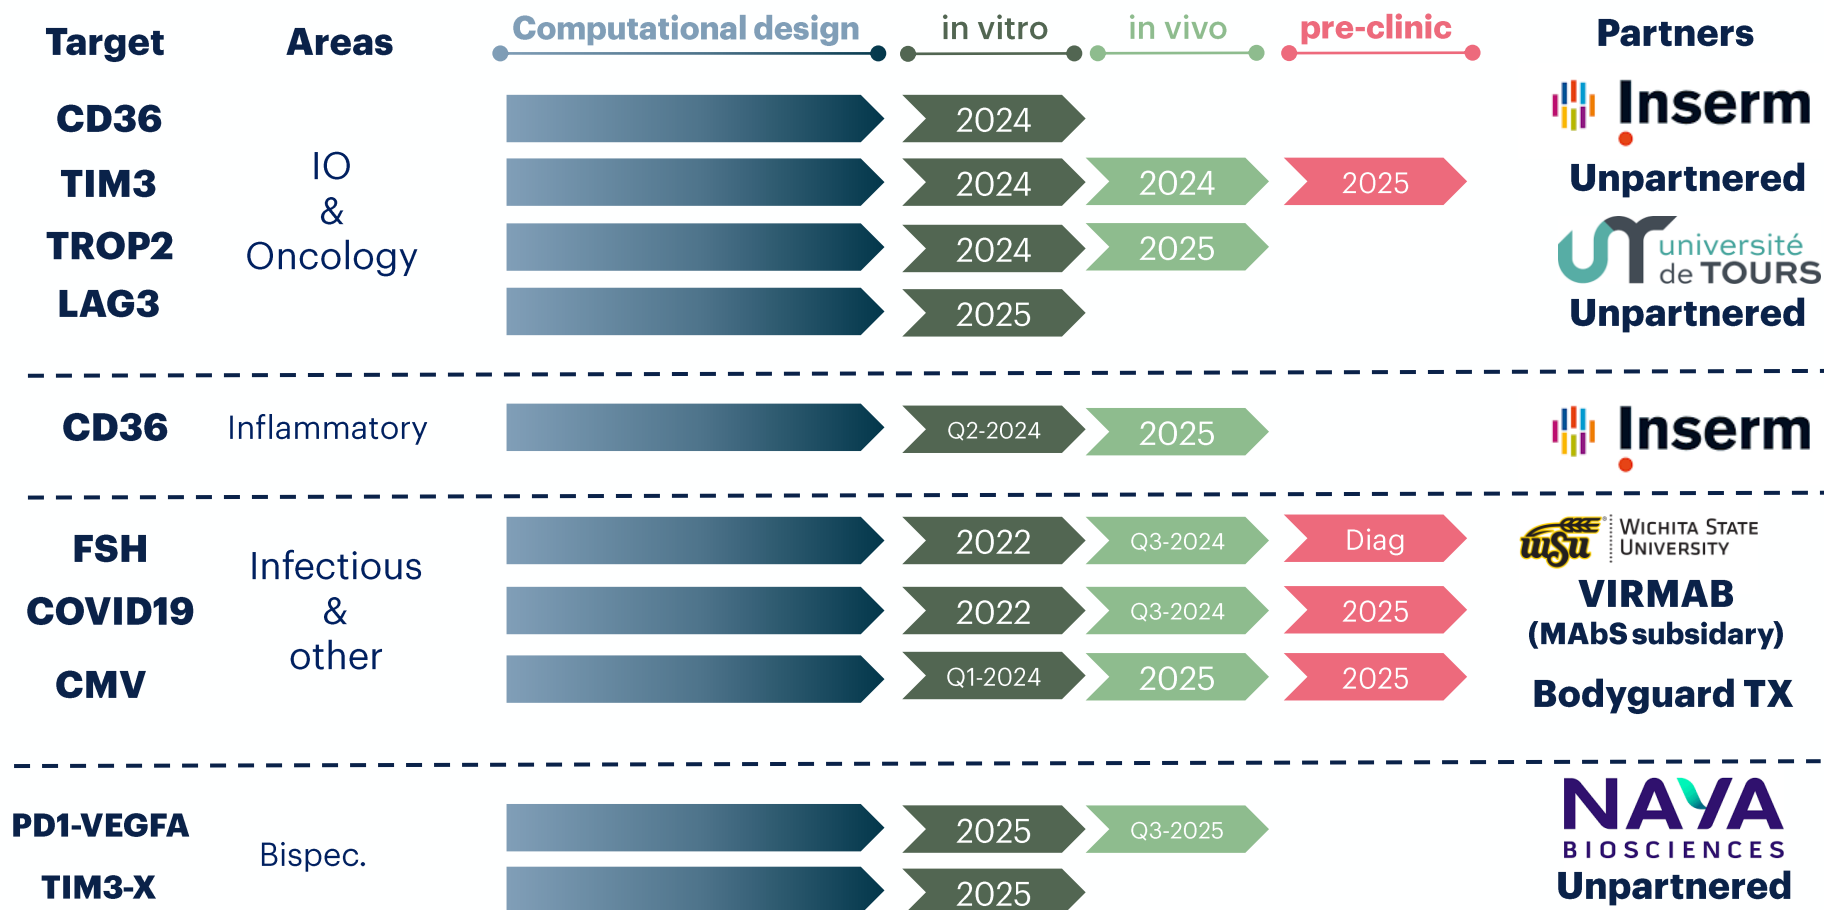 Target
Areas
Computational design
in vitro
in vivo
pre-clinic
Partners
CD36
2024
Inserm
TIM3
IO
&
Oncology
2024
2024
2025
Unpartnered
TROP2
2024
2025
université
de TOURS
LAG3
2025
Unpartnered
CD36
Inflammatory
Q2-2024
2025
Inserm
FSH
Infectious
&
other
2022
Q3-2024
Diag
wsu
WICHITA STATE
UNIVERSITY
COVID19
2022
Q3-2024
2025
VIRMAB
(MAbS subsidary)
CMV
Q1-2024
2025
2025
Bodyguard TX
PD1-VEGFA
Bispec.
2025
Q3-2025
NAYA
BIOSCIENCES
TIM3-X
2025
Unpartnered